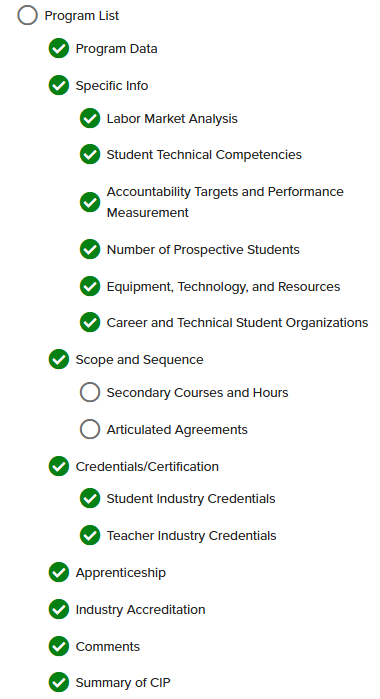 Program List
Program Data
Specific Info
Labor Market Analysis
Student Technical Competencies
Accountability Targets and Performance
Measurement
Number of Prospective Students
Equipment, Technology, and Resources
Career and Technical Student Organizations
Scope and Sequence
Secondary Courses and Hours
Articulated Agreements
Credentials/Certification
Student Industry Credentials
Teacher Industry Credentials
Apprenticeship
Industry Accreditation
Comments
Summary of CIP